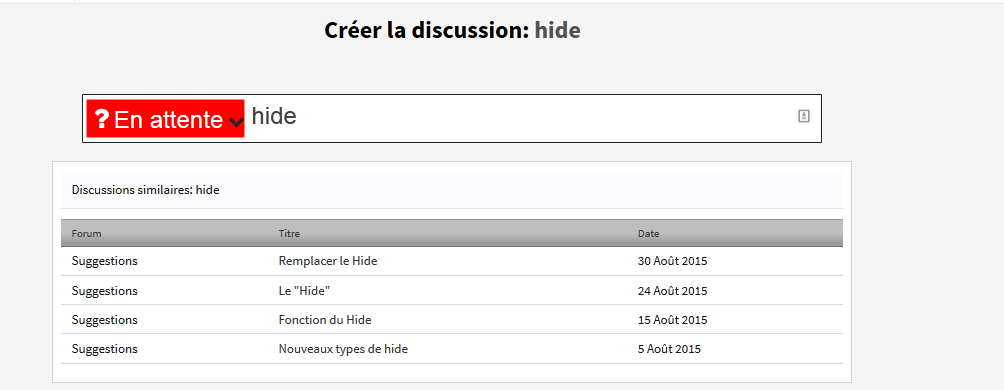 Créer la discussion: hide
? En attente hide
Discussions similaires: hide
Forum Titre Date
Suggestions Remplacer le Hide 30 Août 2015
Suggestions Le "Hide" 24 Août 2015
Suggestions Fonction du Hide 15 Août 2015
Suggestions Nouveaux types de hide 5 Août 2015